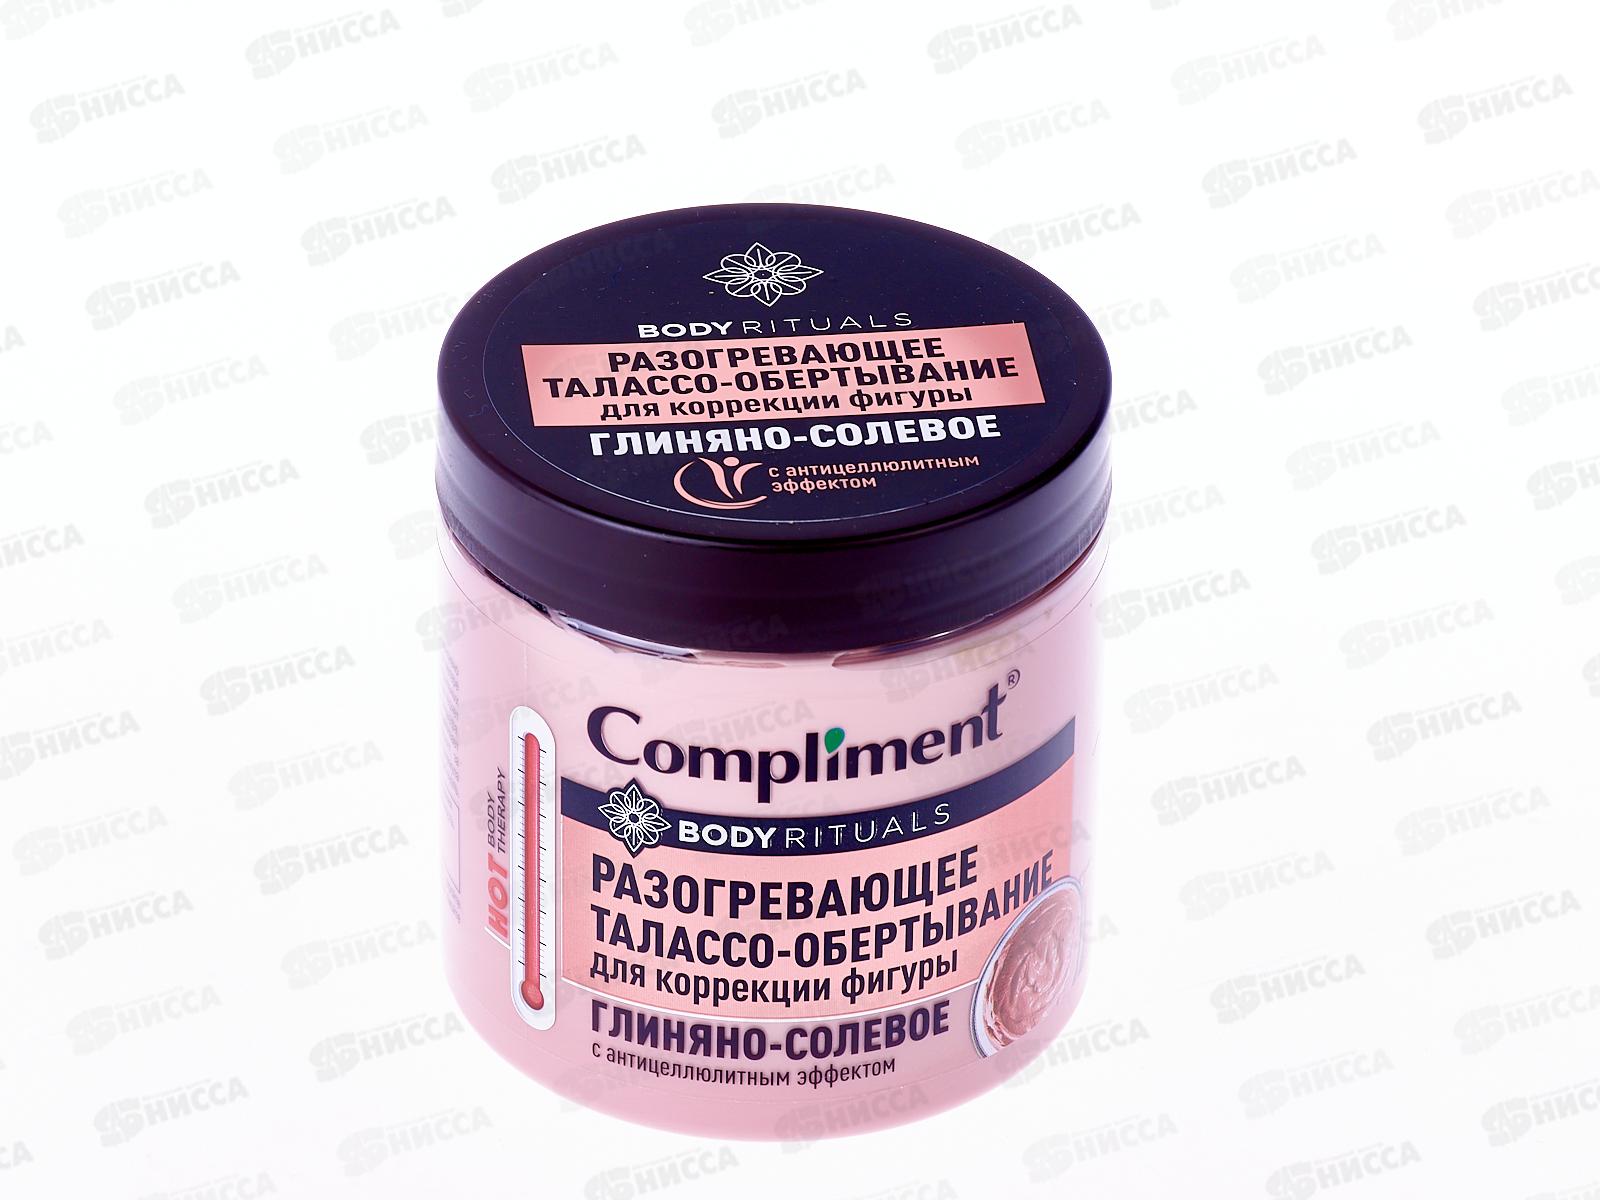 BODY RITUALS
РАЗОГРЕВАЮЩЕЕ
ТАЛАССО-ОБЕРТЫВАНИЕ
для коррекции фигуры
ГЛИНЯНО-СОЛЕВОЕ
с антицеллюлитным
эффектом
Compliment®
BODY RITUALS
HOT BODY
THERAPY
РАЗОГРЕВАЮЩЕЕ
ТАЛАССО-ОБЕРТЫВАНИЕ
для коррекции фигуры
ГЛИНЯНО-СОЛЕВОЕ
с антицеллюлитным эффектом
НИССА